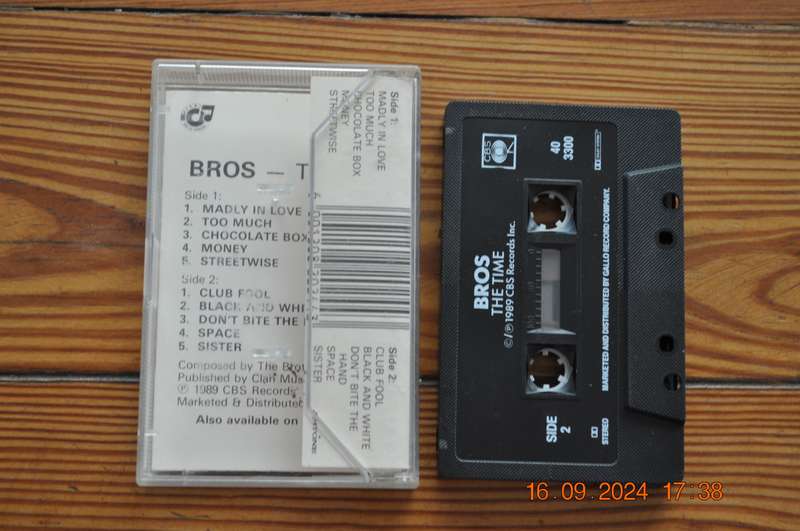 BROS —
Side 1:
1. MADLY IN LOVE
2. TOO MUCH
3. CHOCOLATE BOX
4. MONEY
5. STREETWISE
Side 2:
1. CLUB FOOL
2. BLACK AND WHI
3. DON'T BITE THE
4. SPACE
5. SISTER
Composed by The
Published by Clan
℗ 1989 CBS Records
Marketed & Distributed
Also available on
Side 1:
MADLY IN LOVE
TOO MUCH
CHOCOLATE BOX
MONEY
STREETWISE
Side 2:
CLUB FOOL
BLACK AND WHITE
DON'T BITE THE
HAND
SPACE
SISTER
CBS
40
3300
BROS
THE TIME
©/℗ 1989 CBS Records Inc.
MARKETED AND DISTRIBUTED BY GALLO RECORD COMPANY.
SIDE
2
STEREO
16.09.2024 17:38